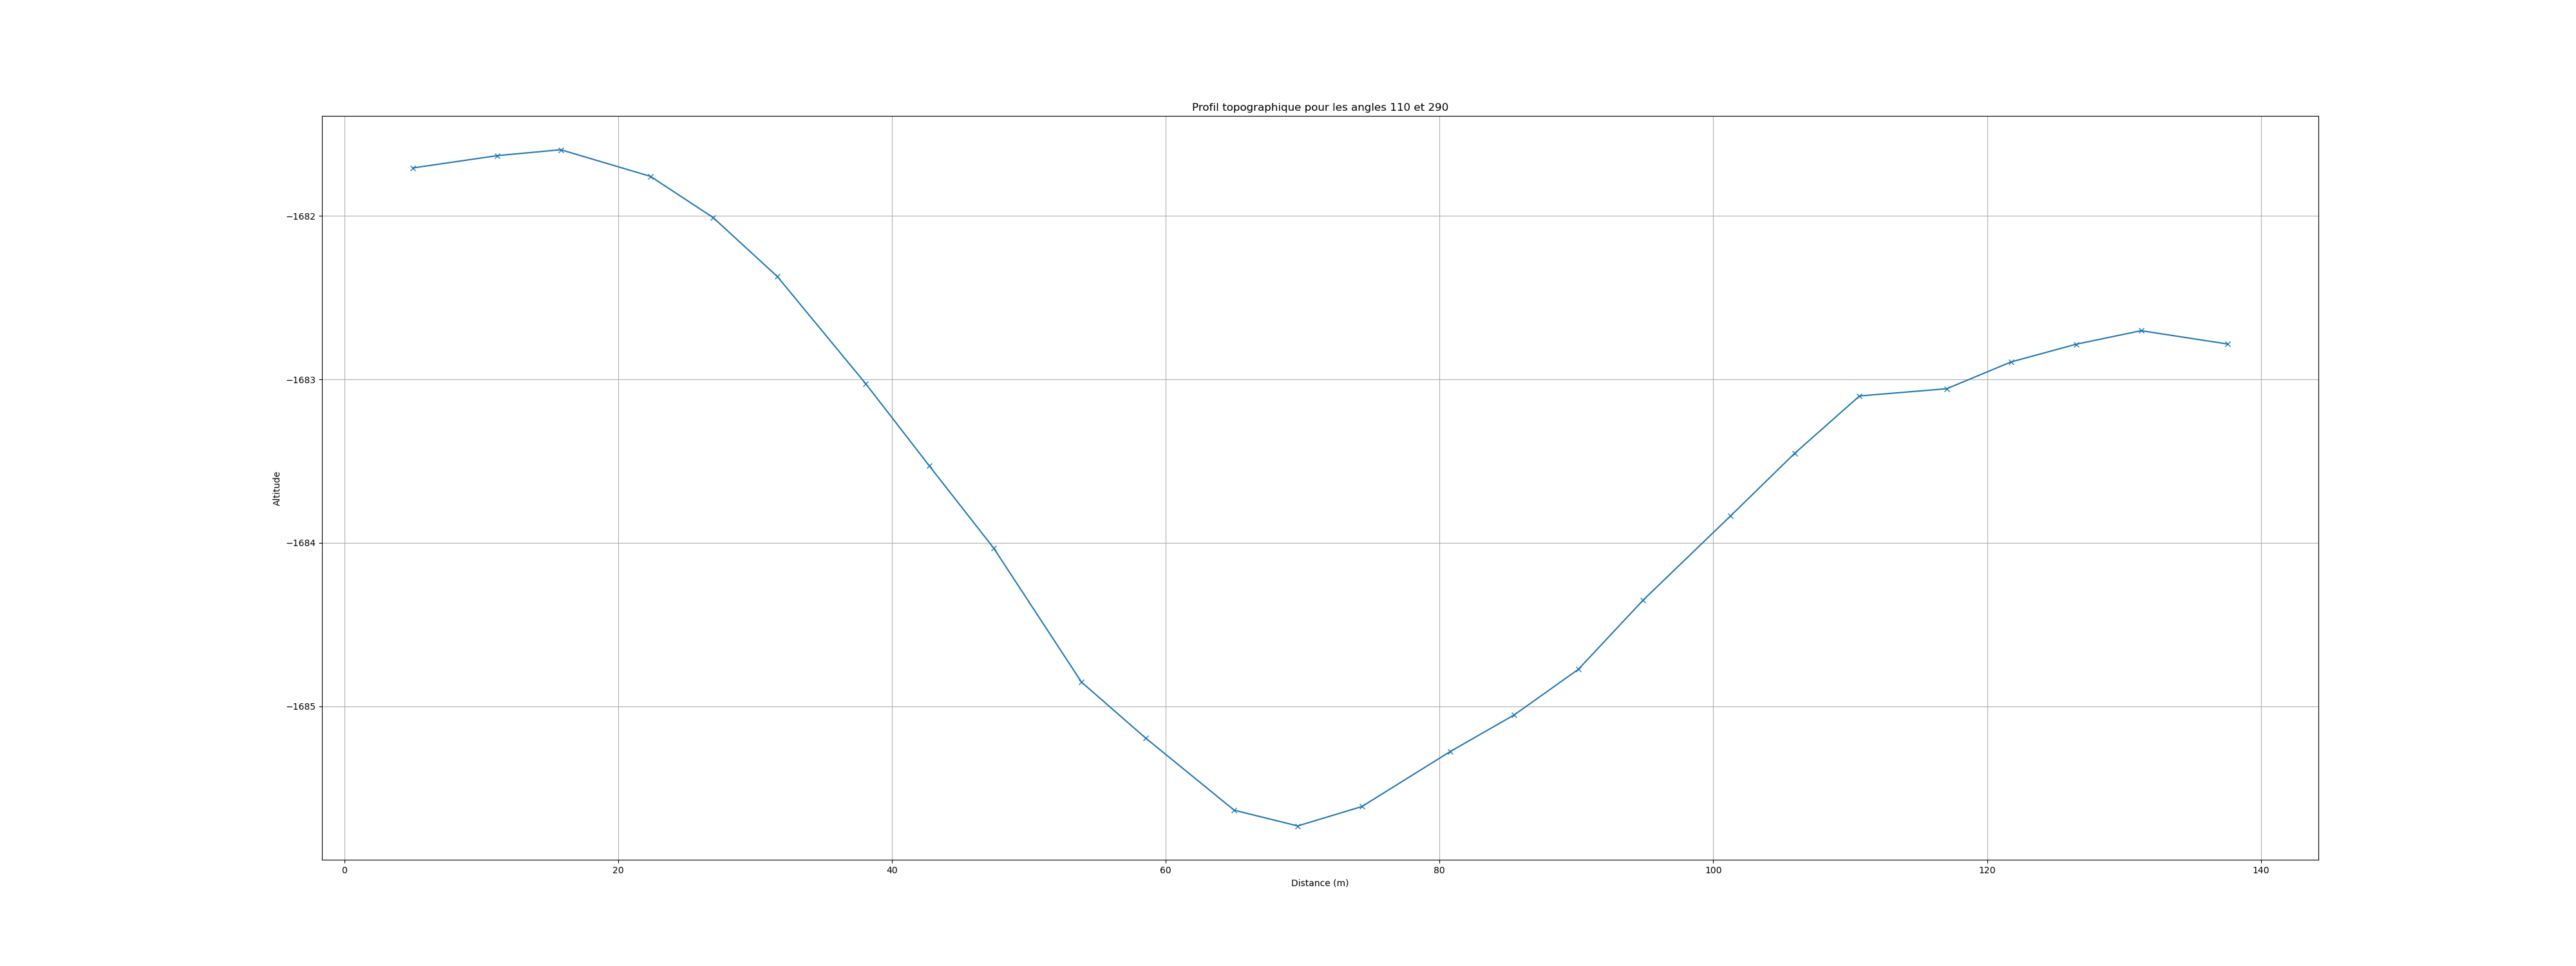 Profil topographique pour les angles 110 et 290
Altitude
−1682
−1683
−1684
−1685
0 20 40 60 80 100 120 140
Distance (m)